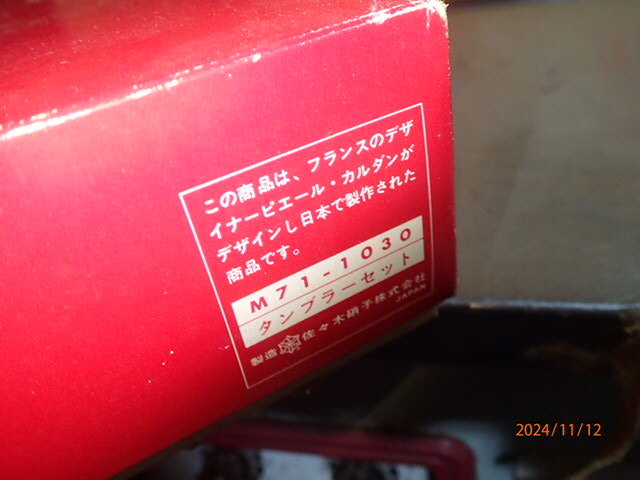 この商品は、フランスのデザ
イナーピエール・カルダンが
デザインし日本で製作された
商品です。
M71-1030
タンブラーセット
製造 佐々木硝子株式会社
JAPAN
2024/11/12